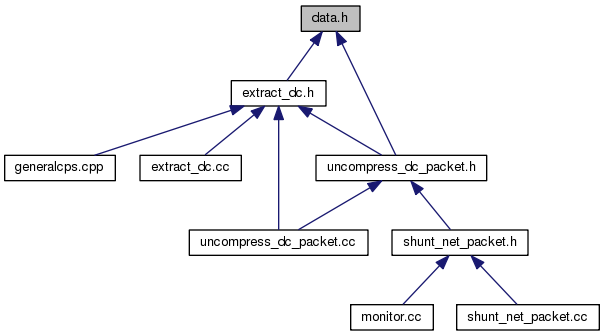 data.h
extract_dc.h
generalcps.cpp
extract_dc.cc
uncompress_dc_packet.h
uncompress_dc_packet.cc
shunt_net_packet.h
monitor.cc
shunt_net_packet.cc